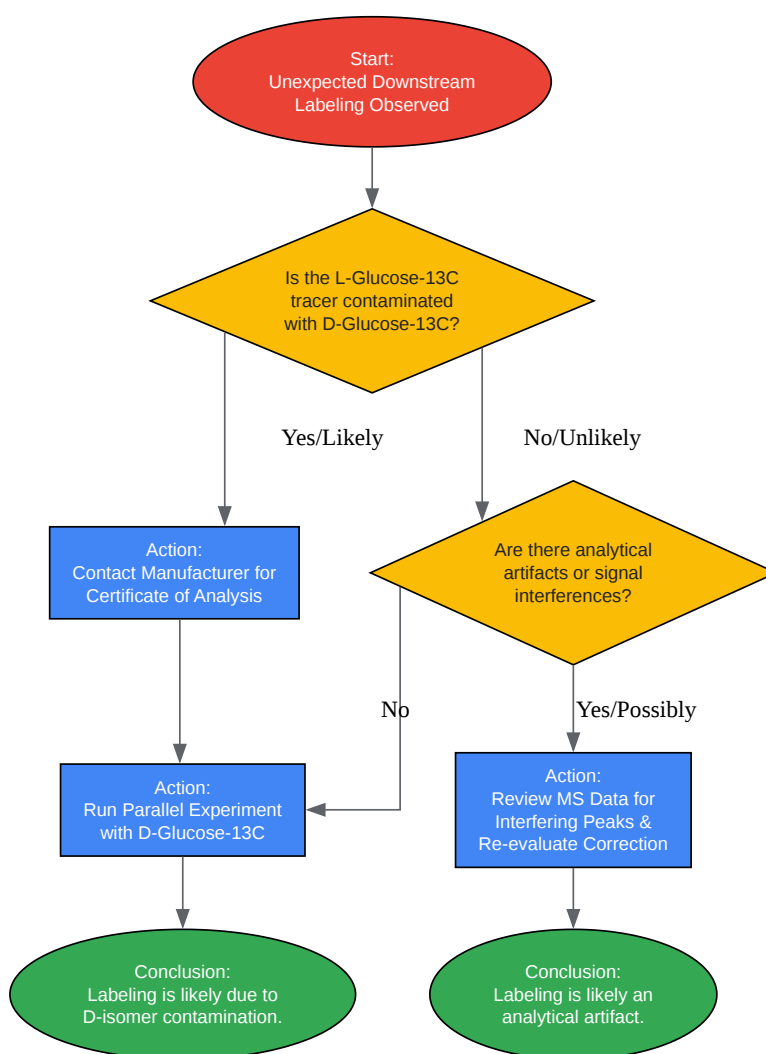 Start:
Unexpected Downstream
Labeling Observed
Is the L-Glucose-13C
tracer contaminated
with D-Glucose-13C?
Yes/Likely
No/Unlikely
Action:
Contact Manufacturer for
Certificate of Analysis
Are there analytical
artifacts or signal
interferences?
No
Yes/Possibly
Action:
Run Parallel Experiment
with D-Glucose-13C
Action:
Review MS Data for
Interfering Peaks &
Re-evaluate Correction
Conclusion:
Labeling is likely due to
D-isomer contamination.
Conclusion:
Labeling is likely an
analytical artifact.